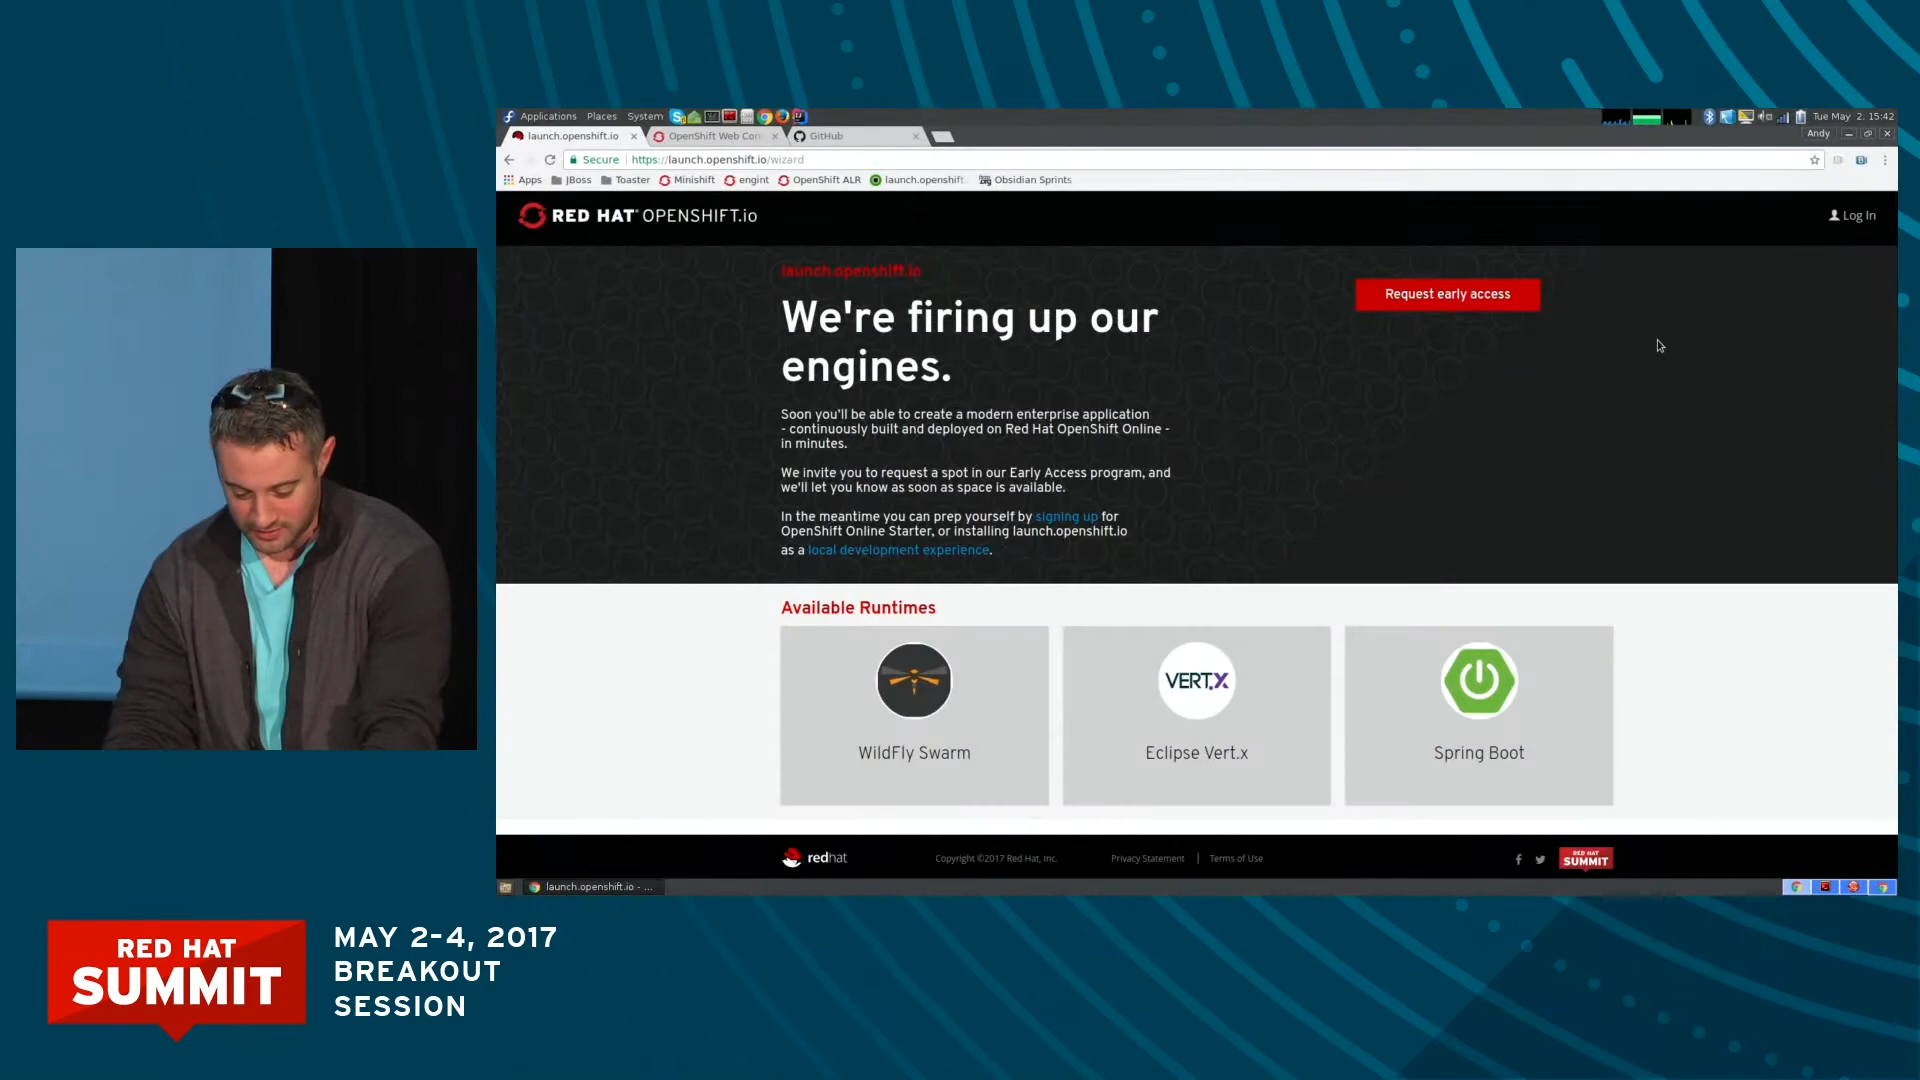 Applications Places System
Tue May 2, 15:42
launch.openshift.io
OpenShift Web Con
GitHub
Andy
Secure https://launch.openshift.io/wizard
Apps JBoss Toaster Minishift engint OpenShift ALR launch.openshift. Obsidian Sprints
RED HAT OPENSHIFT.io
Log In
launch.openshift.io
Request early access
We're firing up our
engines.
Soon you'll be able to create a modern enterprise application
- continuously built and deployed on Red Hat OpenShift Online -
in minutes.
We invite you to request a spot in our Early Access program, and
we'll let you know as soon as space is available.
In the meantime you can prep yourself by signing up for
OpenShift Online Starter, or installing launch.openshift.io
as a local development experience.
Available Runtimes
VERT.X
WildFly Swarm
Eclipse Vert.x
Spring Boot
redhat
Copyright ©2017 Red Hat, Inc.
Privacy Statement | Terms of Use
RED HAT
SUMMIT
launch.openshift.io - ...
RED HAT
SUMMIT
MAY 2-4, 2017
BREAKOUT
SESSION